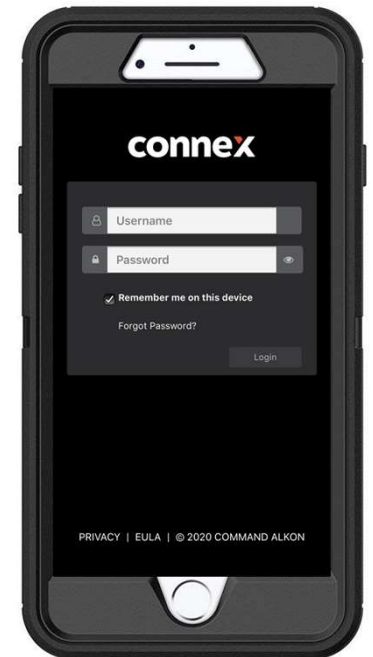 connex
Username
Password
Remember me on this device
Forgot Password?
Login
PRIVACY | EULA | © 2020 COMMAND ALKON